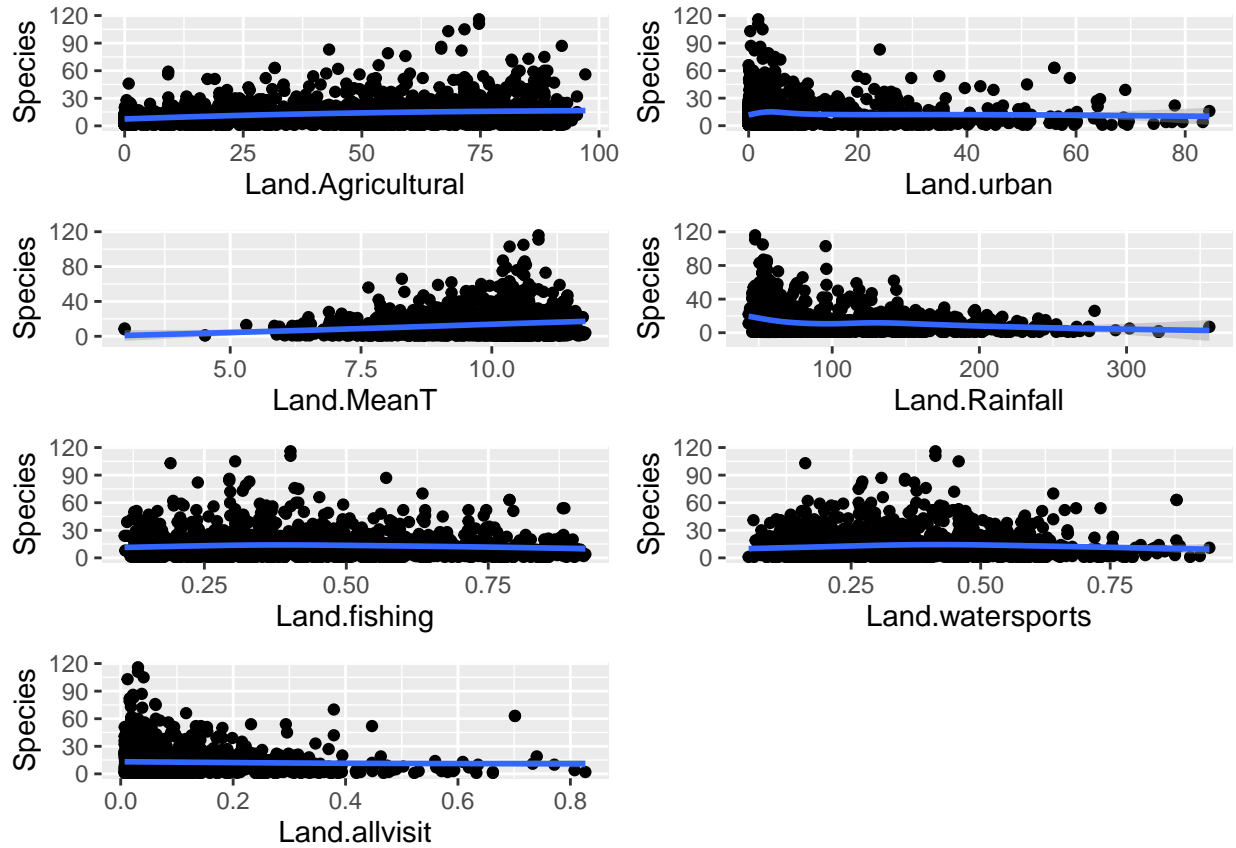 Species
120
90
60
30
0
0 25 50 75 100
Land.Agricultural
Species
120
90
60
30
0
0 20 40 60 80
Land.urban
Species
120
80
40
0
5.0 7.5 10.0
Land.MeanT
Species
120
80
40
0
100 200 300
Land.Rainfall
Species
120
90
60
30
0
0.25 0.50 0.75
Land.fishing
Species
120
90
60
30
0
0.25 0.50 0.75
Land.watersports
Species
120
90
60
30
0
0.0 0.2 0.4 0.6 0.8
Land.allvisit